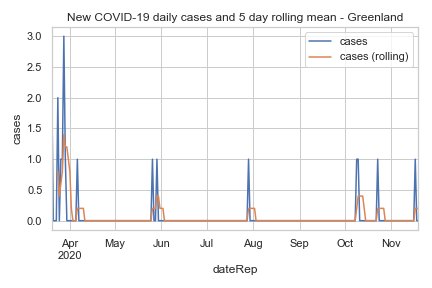 New COVID-19 daily cases and 5 day rolling mean - Greenland
cases
cases (rolling)
cases
3.0
2.5
2.0
1.5
1.0
0.5
0.0
Apr May Jun Jul Aug Sep Oct Nov
2020
dateRep